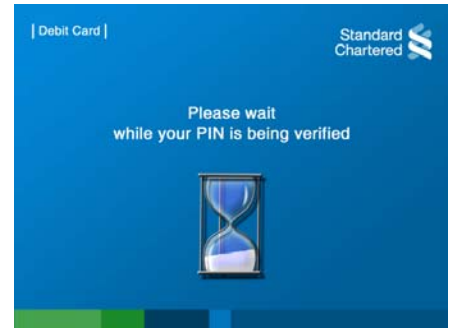 | Debit Card |
Standard
Chartered
Please wait
while your PIN is being verified